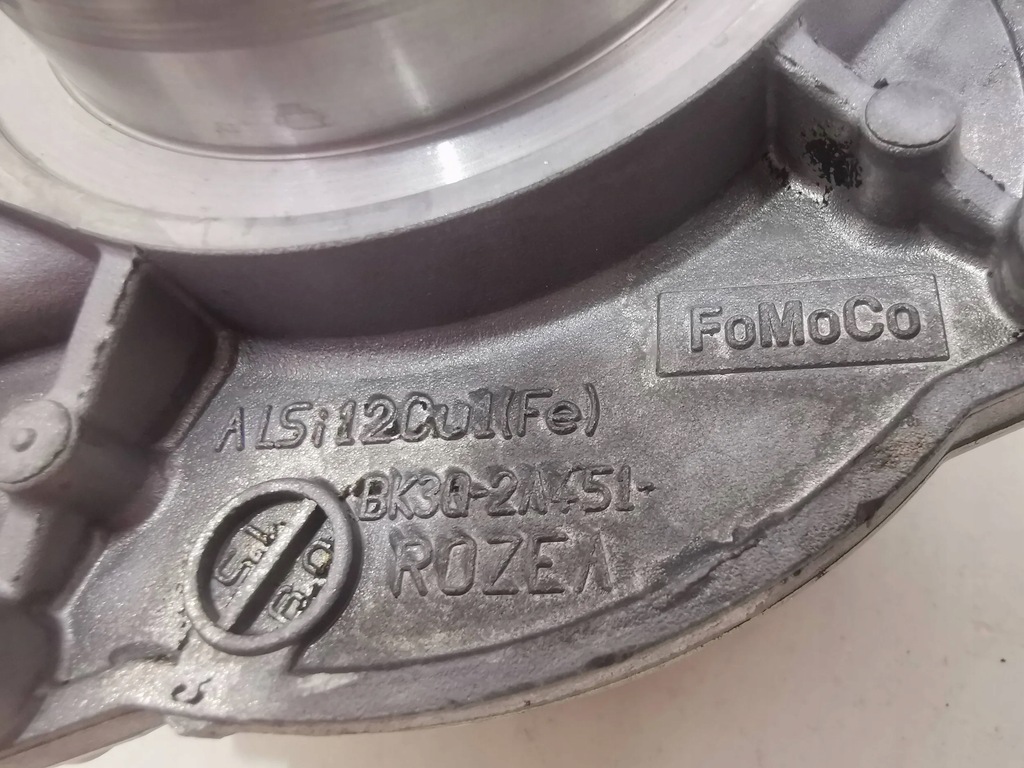 FoMoCo
ALSi12Cu1(Fe)
BK3Q-2A451-
ROZEA